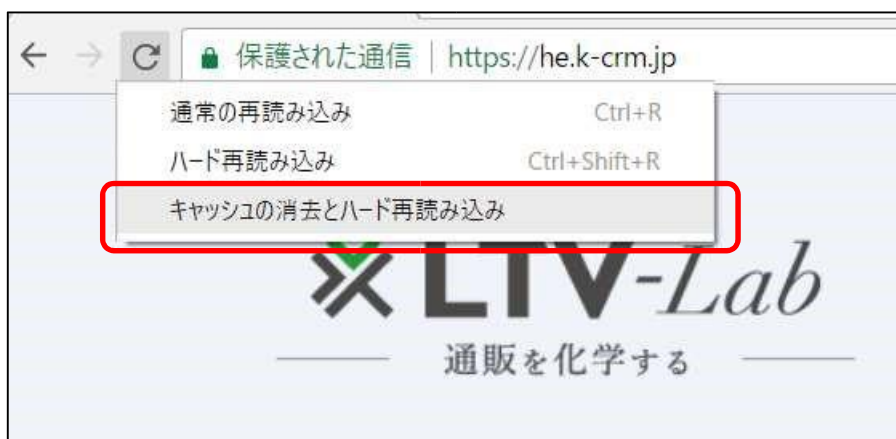 保護された通信 | https://he.k-crm.jp
通常の再読み込み Ctrl+R
ハード再読み込み Ctrl+Shift+R
キャッシュの消去とハード再読み込み
LTV-Lab
通販を化学する